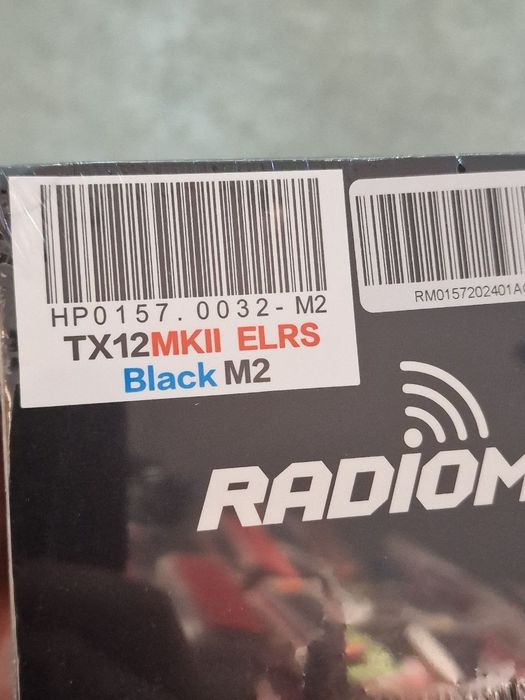 HP0157.0032-M2
TX12MKII ELRS
Black M2
RM0157202401A
RADIOM